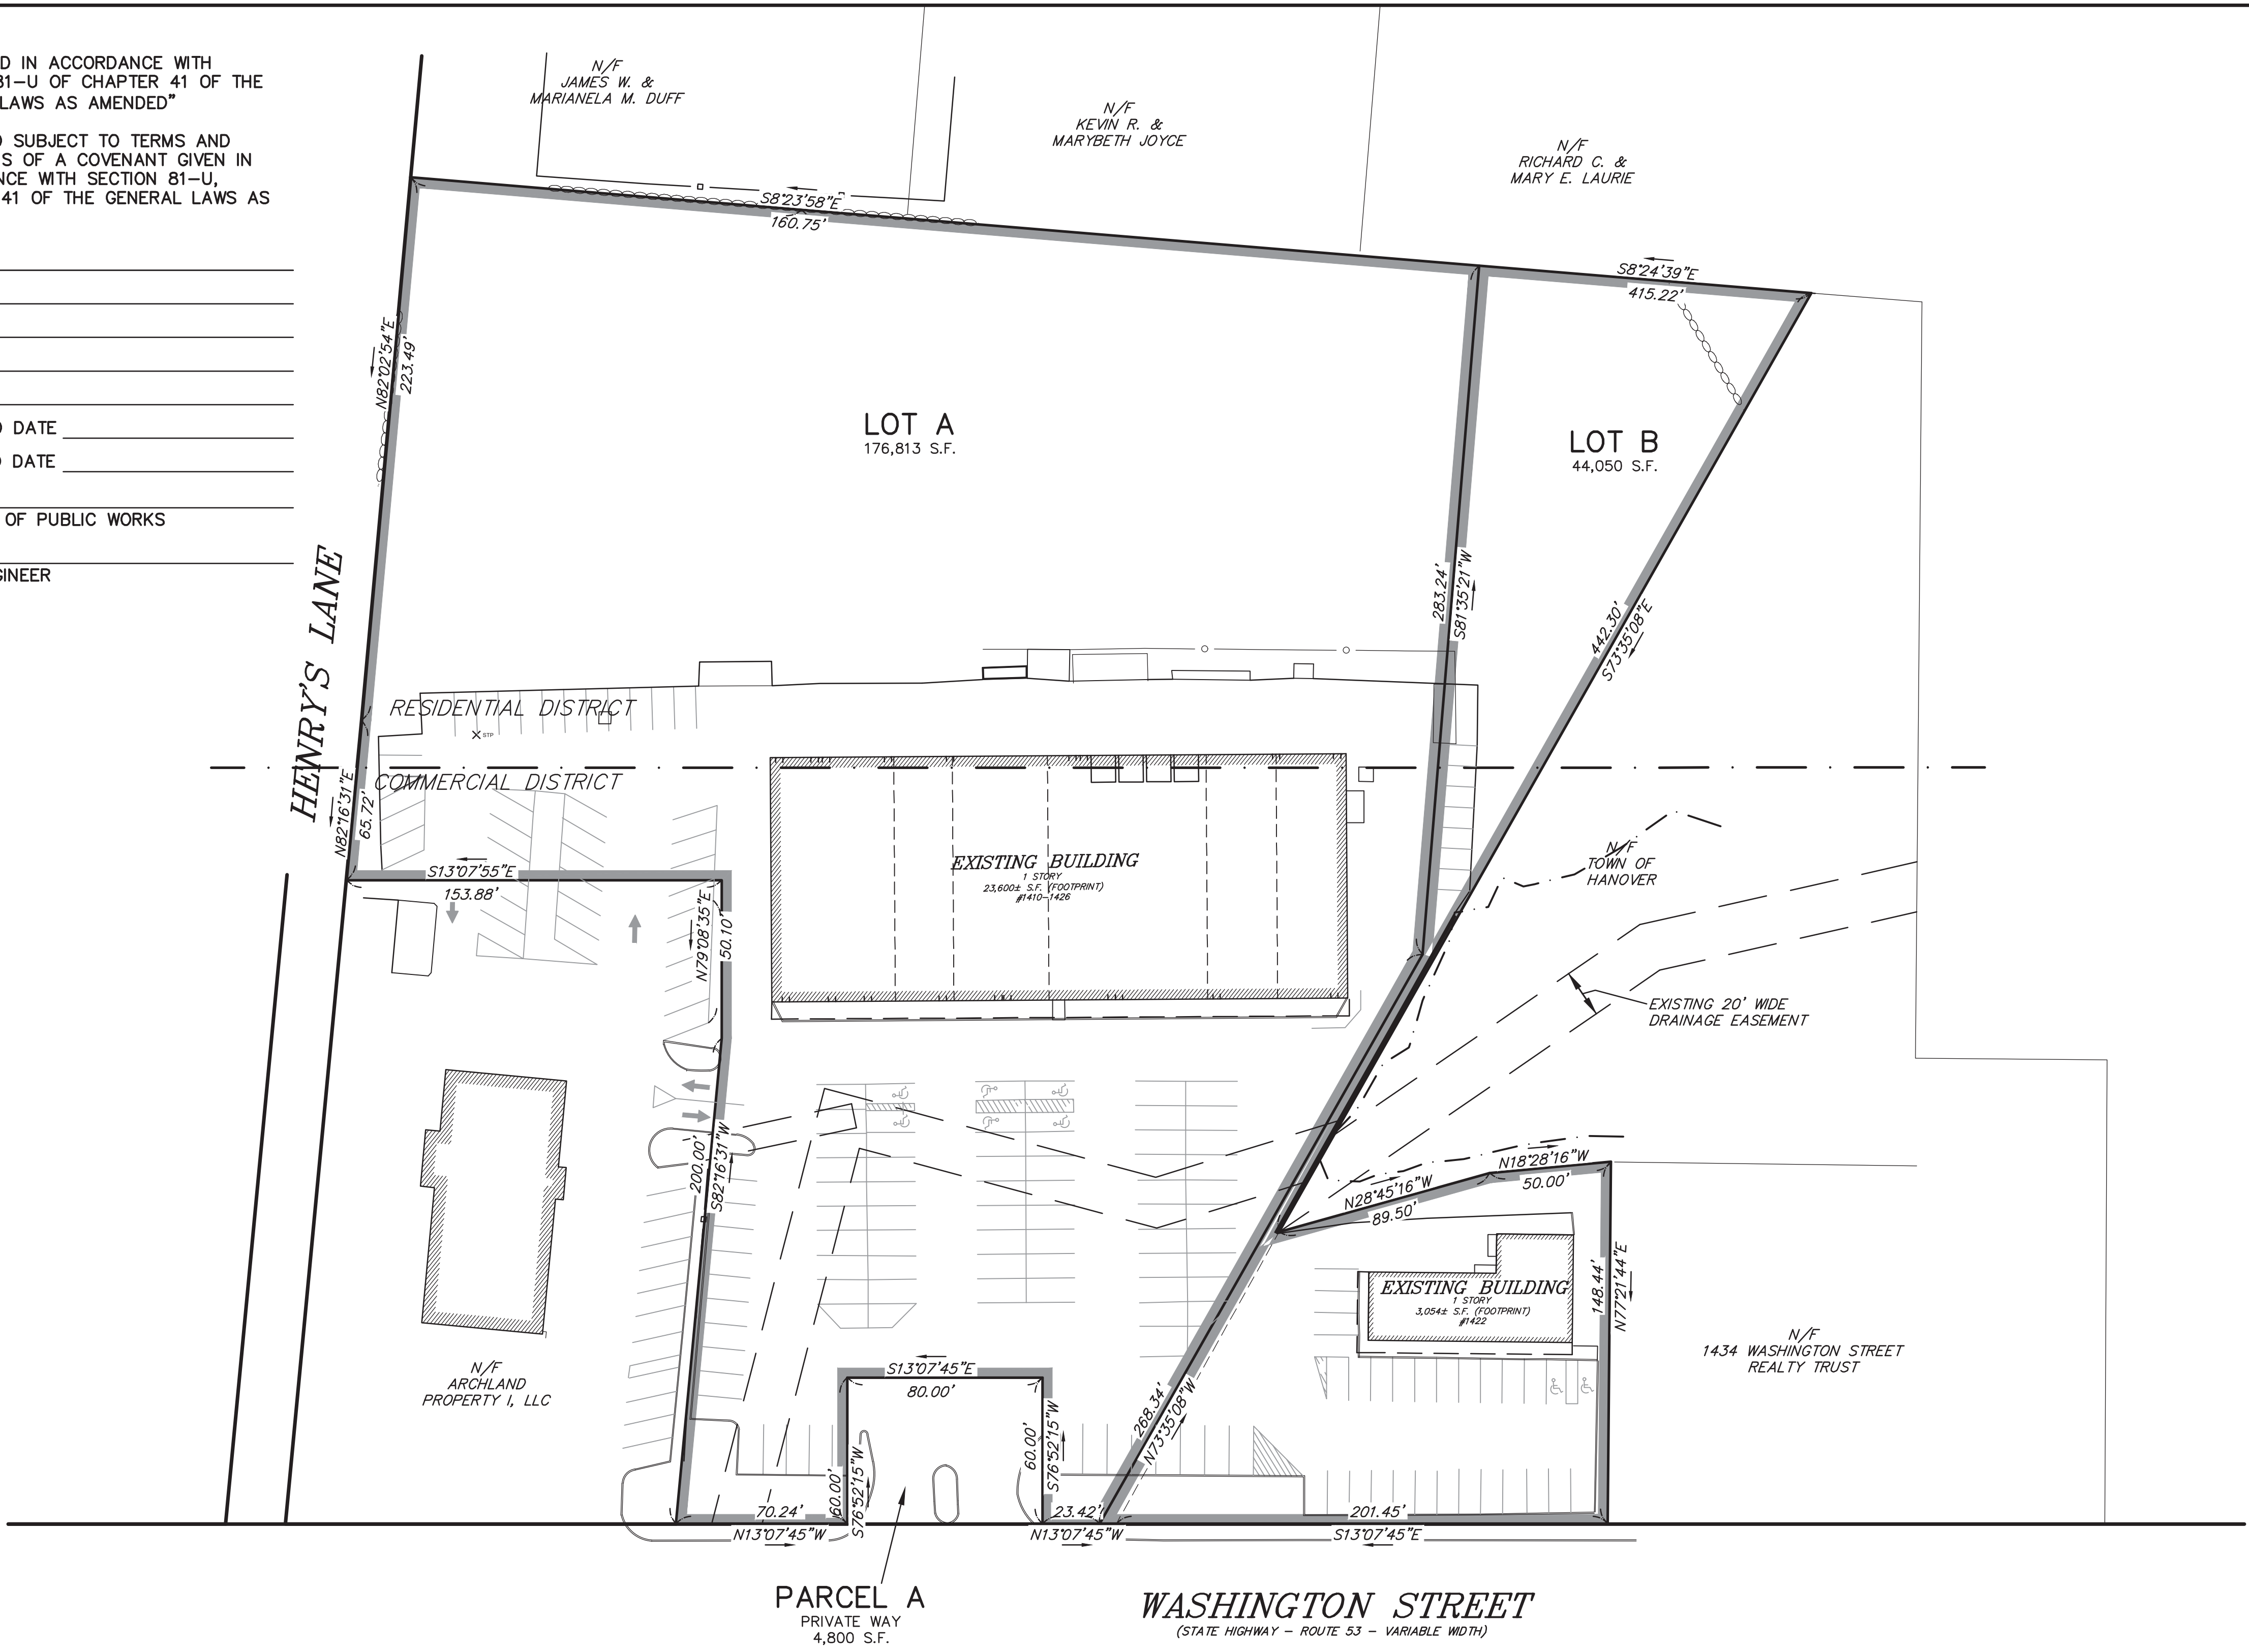 D IN ACCORDANCE WITH
81-U OF CHAPTER 41 OF THE
LAWS AS AMENDED"
SUBJECT TO TERMS AND
S OF A COVENANT GIVEN IN
NCE WITH SECTION 81-U,
41 OF THE GENERAL LAWS AS
DATE
DATE
OF PUBLIC WORKS
GINEER
N/F
JAMES W. &
MARIANELA M. DUFF
N/F
KEVIN R. &
MARYBETH JOYCE
N/F
RICHARD C. &
MARY E. LAURIE
S8°23'58"E
160.75'
S8°24'39"E
415.22'
N82°02'54"E
223.49'
LOT A
176,813 S.F.
LOT B
44,050 S.F.
283.24'
S81°35'21"W
442.30'
S73°35'08"E
HENRY'S LANE
RESIDENTIAL DISTRICT
STP
COMMERCIAL DISTRICT
N82°16'31"E
65.72'
S13°07'55"E
153.88'
N79°08'35"E
50.10'
EXISTING BUILDING
1 STORY
23,600± S.F. (FOOTPRINT)
#1410-1426
N/F
TOWN OF
HANOVER
EXISTING 20' WIDE
DRAINAGE EASEMENT
200.00'
S82°16'31"W
N28°45'16"W
89.50'
N18°28'16"W
50.00'
148.44'
N77°21'44"E
EXISTING BUILDING
1 STORY
3,054± S.F. (FOOTPRINT)
#1422
N/F
1434 WASHINGTON STREET
REALTY TRUST
N/F
ARCHLAND
PROPERTY I, LLC
S13°07'45"E
80.00'
60.00'
S76°52'15"W
60.00'
S76°52'15"W
268.34'
N73°35'08"W
70.24'
N13°07'45"W
23.42'
N13°07'45"W
201.45'
S13°07'45"E
PARCEL A
PRIVATE WAY
4,800 S.F.
WASHINGTON STREET
(STATE HIGHWAY - ROUTE 53 - VARIABLE WIDTH)